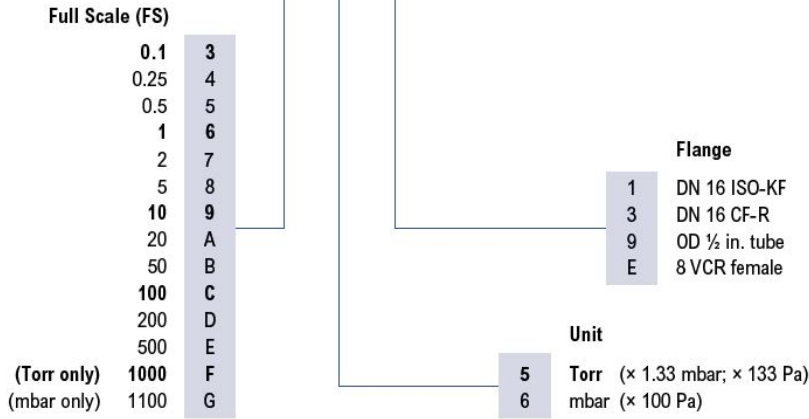 Full Scale (FS)
0.1 3
0.25 4
0.5 5
1 6
2 7
5 8
10 9
20 A
50 B
100 C
200 D
500 E
(Torr only) 1000 F
(mbar only) 1100 G
Flange
1 DN 16 ISO-KF
3 DN 16 CF-R
9 OD ½ in. tube
E 8 VCR female
Unit
5 Torr (× 1.33 mbar; × 133 Pa)
6 mbar (× 100 Pa)